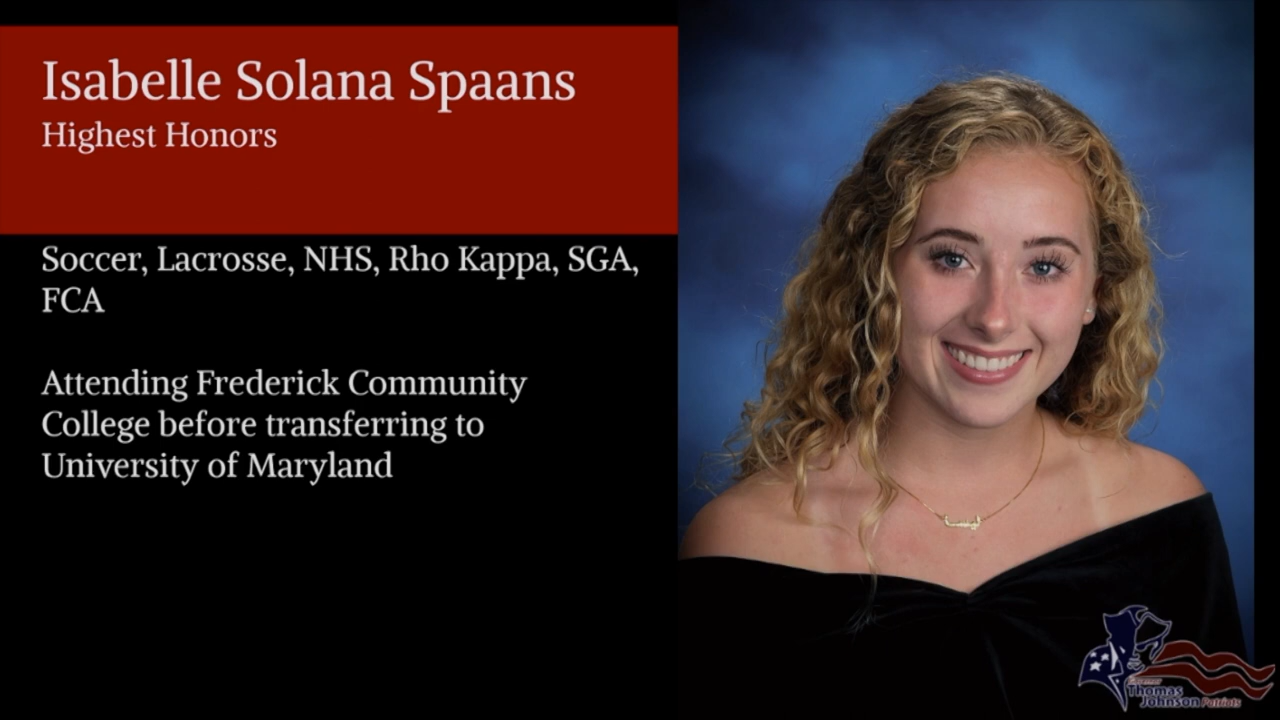 Isabelle Solana Spaans
Highest Honors
Soccer, Lacrosse, NHS, Rho Kappa, SGA,
FCA
Attending Frederick Community
College before transferring to
University of Maryland
Governor
Thomas
Johnson Patriots